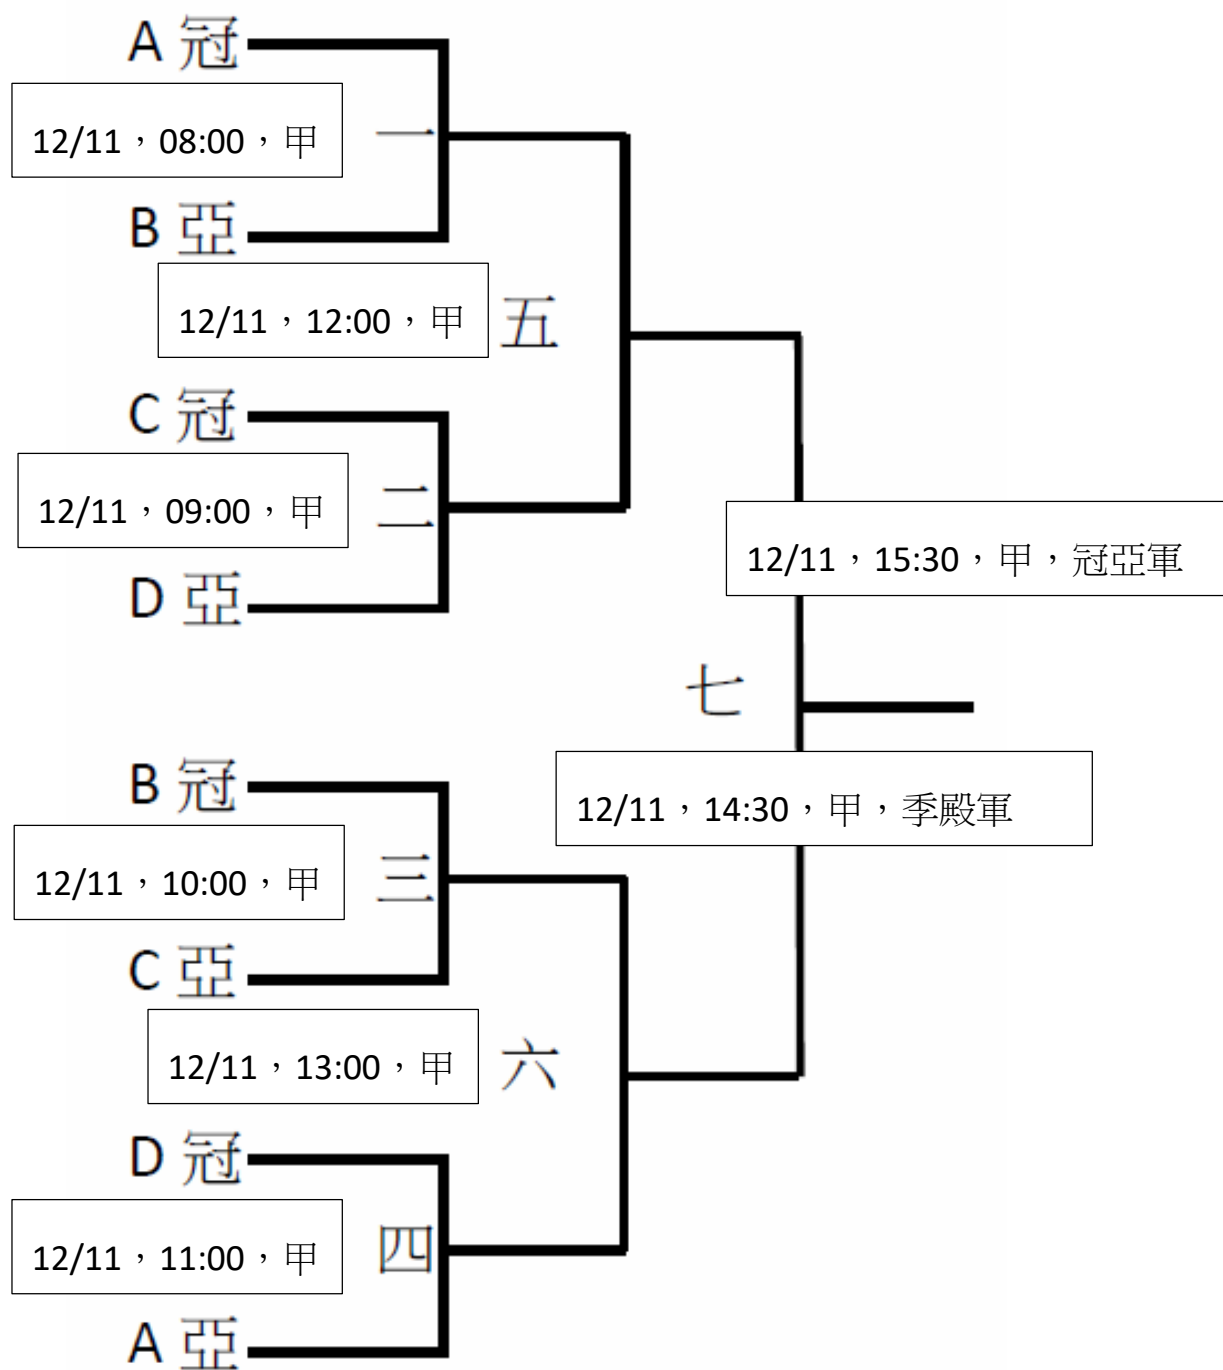 A 冠
12/11，08:00，甲
一
B 亞
12/11，12:00，甲
五
C 冠
12/11，09:00，甲
二
D 亞
12/11，15:30，甲，冠亞軍
七
B 冠
12/11，14:30，甲，季殿軍
12/11，10:00，甲
三
C 亞
12/11，13:00，甲
六
D 冠
12/11，11:00，甲
四
A 亞